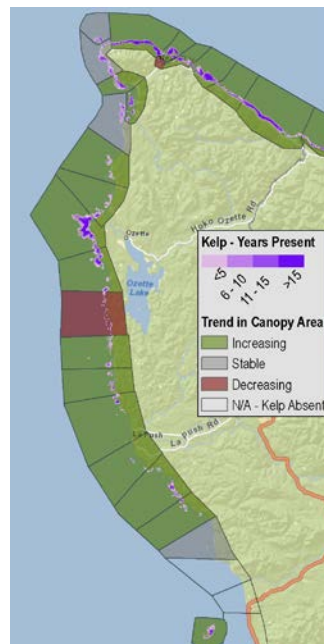 Ozette
Hoko Ozette Rd
Ozette
Lake
Kelp - Years Present
<5
6 - 10
11 - 15
>15
Trend in Canopy Area
Increasing
Stable
Decreasing
N/A - Kelp Absent
La Push
La Push Rd